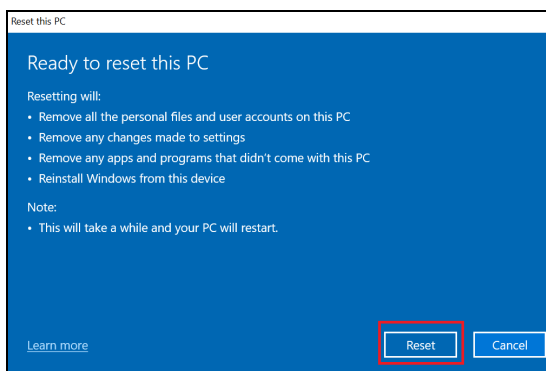 Reset this PC
Ready to reset this PC
Resetting will:
• Remove all the personal files and user accounts on this PC
• Remove any changes made to settings
• Remove any apps and programs that didn't come with this PC
• Reinstall Windows from this device
Note:
• This will take a while and your PC will restart.
Learn more
Reset
Cancel